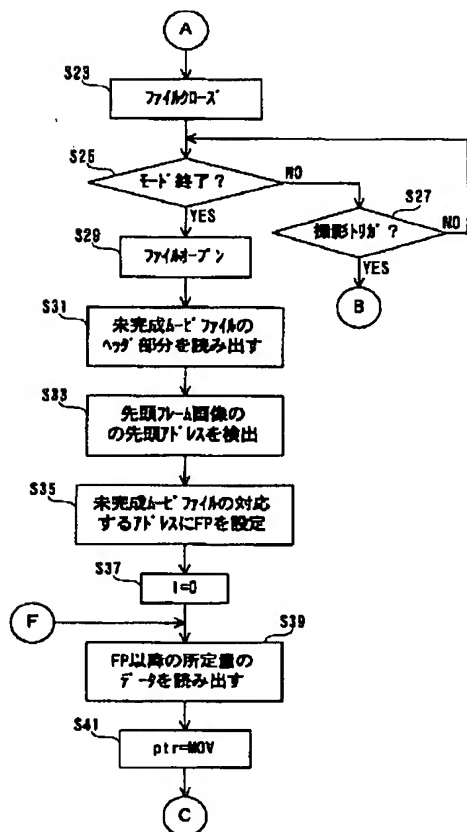 A
S23
ファイルクローズ
S25
モード終了？
NO
YES
S27
撮影トリガ？
NO
YES
B
S29
ファイルオープン
S31
未完成ムービファイルの
ヘッダ部分を読み出す
S33
先頭フレーム画像の
の先頭アドレスを検出
S35
未完成ムービファイルの対応
するアドレスにFPを設定
S37
I=0
F
S39
FP以降の所定量の
データを読み出す
S41
ptr=MOV
C